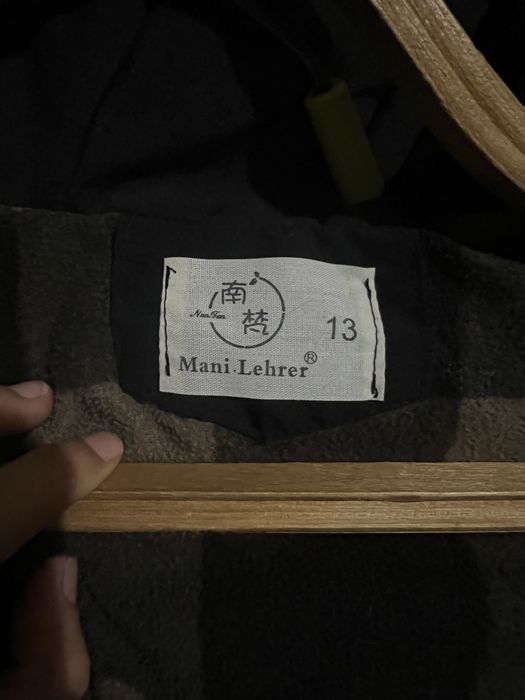 南
梵
NanFan
13
Mani·Lehrer®